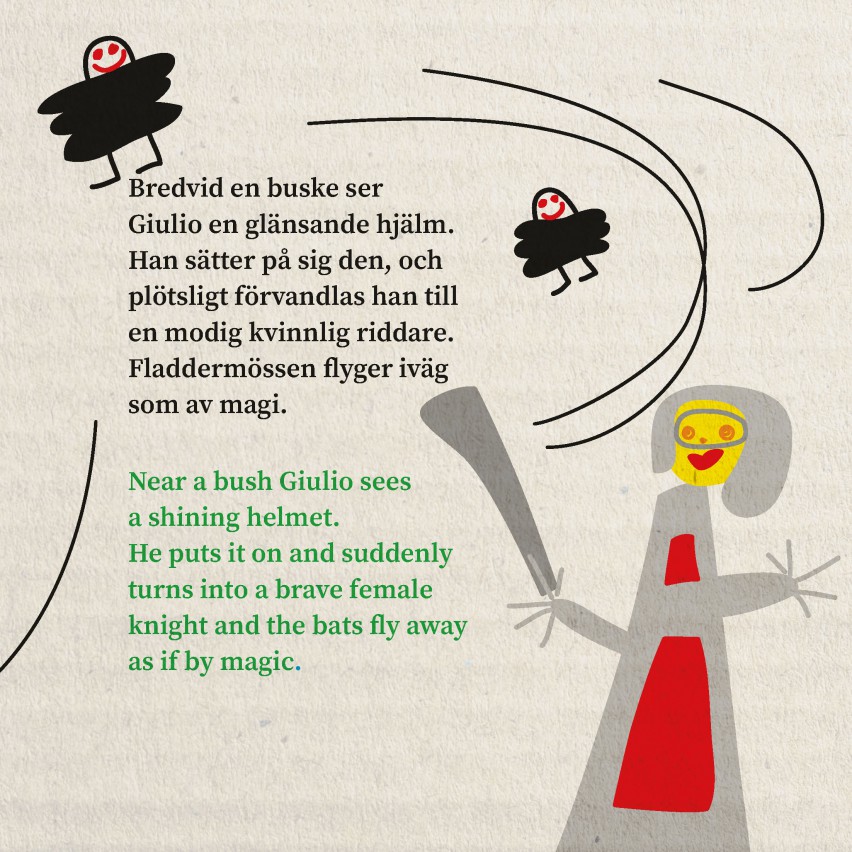 Bredvid en buske ser
Giulio en glänsande hjälm.
Han sätter på sig den, och
plötsligt förvandlas han till
en modig kvinnlig riddare.
Fladdermössen flyger iväg
som av magi.
Near a bush Giulio sees
a shining helmet.
He puts it on and suddenly
turns into a brave female
knight and the bats fly away
as if by magic.